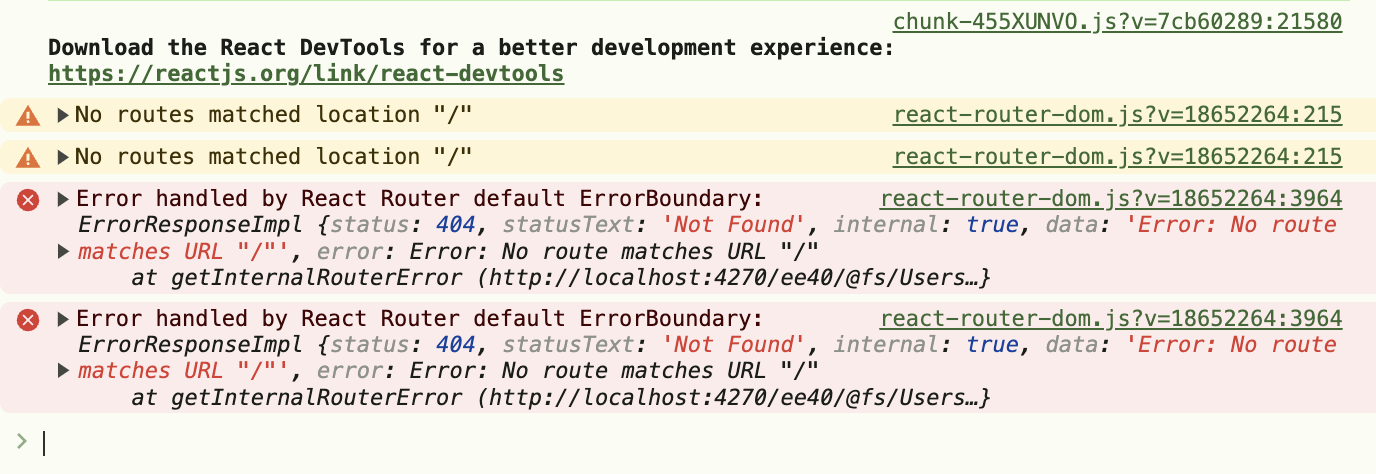 chunk-455XUNVO.js?v=7cb60289:21580
Download the React DevTools for a better development experience:
https://reactjs.org/link/react-devtools
▶No routes matched location "/" react-router-dom.js?v=18652264:215
▶No routes matched location "/" react-router-dom.js?v=18652264:215
▶Error handled by React Router default ErrorBoundary: react-router-dom.js?v=18652264:3964
ErrorResponseImpl {status: 404, statusText: 'Not Found', internal: true, data: 'Error: No route
▶matches URL "/"', error: Error: No route matches URL "/"
at getInternalRouterError (http://localhost:4270/ee40/@fs/Users…}
▶Error handled by React Router default ErrorBoundary: react-router-dom.js?v=18652264:3964
ErrorResponseImpl {status: 404, statusText: 'Not Found', internal: true, data: 'Error: No route
▶matches URL "/"', error: Error: No route matches URL "/"
at getInternalRouterError (http://localhost:4270/ee40/@fs/Users…}